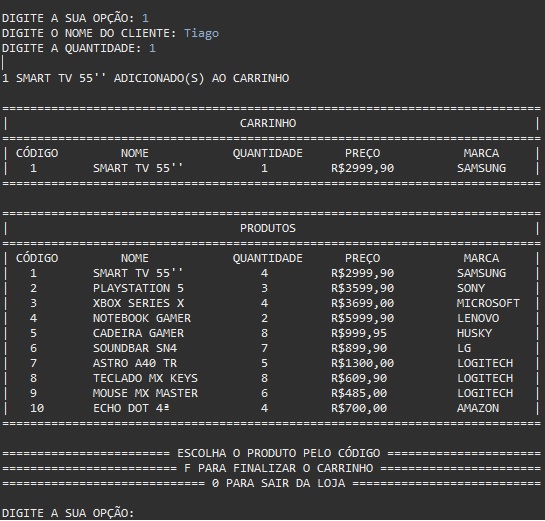 DIGITE A SUA OPÇÃO: 1
DIGITE O NOME DO CLIENTE: Tiago
DIGITE A QUANTIDADE: 1
1 SMART TV 55'' ADICIONADO(S) AO CARRINHO
=============================================================================
| CARRINHO |
=============================================================================
| CÓDIGO NOME QUANTIDADE PREÇO MARCA |
| 1 SMART TV 55'' 1 R$2999,90 SAMSUNG |
=============================================================================
=============================================================================
| PRODUTOS |
=============================================================================
| CÓDIGO NOME QUANTIDADE PREÇO MARCA |
| 1 SMART TV 55'' 4 R$2999,90 SAMSUNG |
| 2 PLAYSTATION 5 3 R$3599,90 SONY |
| 3 XBOX SERIES X 4 R$3699,00 MICROSOFT |
| 4 NOTEBOOK GAMER 2 R$5999,90 LENOVO |
| 5 CADEIRA GAMER 8 R$999,95 HUSKY |
| 6 SOUNDBAR SN4 7 R$899,90 LG |
| 7 ASTRO A40 TR 5 R$1300,00 LOGITECH |
| 8 TECLADO MX KEYS 8 R$609,90 LOGITECH |
| 9 MOUSE MX MASTER 6 R$485,00 LOGITECH |
| 10 ECHO DOT 4ª 4 R$700,00 AMAZON |
=============================================================================
======================== ESCOLHA O PRODUTO PELO CÓDIGO =======================
========================= F PARA FINALIZAR O CARRINHO =======================
============================ 0 PARA SAIR DA LOJA ===========================
DIGITE A SUA OPÇÃO: